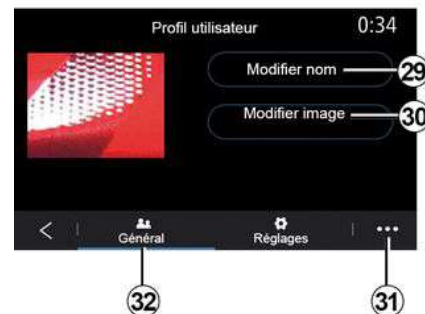 Profil utilisateur 0:34
Modifier nom 29
Modifier image 30
Général Réglages
32 31